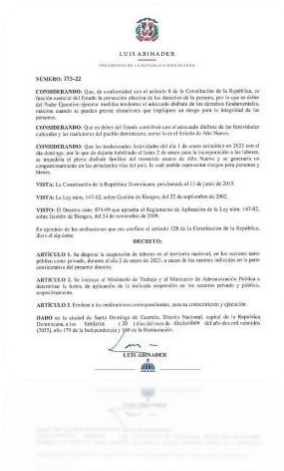 LUIS ABINADER
PRESIDENTE DE LA REPÚBLICA DOMINICANA
NÚMERO: 773-22
CONSIDERANDO: Que, de conformidad con el artículo 8 de la Constitución de la República, es
función esencial del Estado la protección efectiva de los derechos de la persona, por lo que es deber
del Poder Ejecutivo ejecutar medidas tendentes al adecuado disfrute de los derechos fundamentales,
máxime cuando se pueden prever situaciones que impliquen un riesgo para la integridad de las
personas.
CONSIDERANDO: Que es deber del Estado contribuir con el adecuado disfrute de las festividades
culturales y las tradiciones del pueblo dominicano, como lo es el feriado de Año Nuevo.
CONSIDERANDO: Que las tradicionales festividades del día 1 de enero coinciden en 2023 con el
domingo, por lo que de dejarse habilitado el lunes 2 de enero para la incorporación a las labores,
se impediría el pleno disfrute familiar del asueto de Año Nuevo y se generaría un
congestionamiento en las principales vías del país, lo cual podría representar riesgos para personas y
bienes.
VISTA: La Constitución de la República Dominicana, proclamada el 13 de junio de 2015.
VISTA: La Ley núm. 147-02, sobre Gestión de Riesgos, del 22 de septiembre de 2002.
VISTO: El Decreto núm. 874-09 que aprueba el Reglamento de Aplicación de la Ley núm. 147-02,
sobre Gestión de Riesgos, del 24 de noviembre de 2009.
En ejercicio de las atribuciones que me confiere el artículo 128 de la Constitución de la República,
dicto el siguiente
DECRETO:
ARTÍCULO 1. Se dispone la suspensión de labores en el territorio nacional, en los sectores tanto
público como privado, durante el día 2 de enero de 2023, a causa de las razones indicadas en la parte
considerativa del presente decreto.
ARTÍCULO 2. Se instruye al Ministerio de Trabajo y al Ministerio de Administración Pública a
determinar la forma de aplicación de la indicada suspensión en los sectores privado y público,
respectivamente.
ARTÍCULO 3. Envíese a las instituciones correspondientes, para su conocimiento y ejecución.
DADO en la ciudad de Santo Domingo de Guzmán, Distrito Nacional, capital de la República
Dominicana, a los treinta (30) días del mes de diciembre del año dos mil veintidós
(2022), año 179 de la Independencia y 160 de la Restauración.
LUIS ABINADER